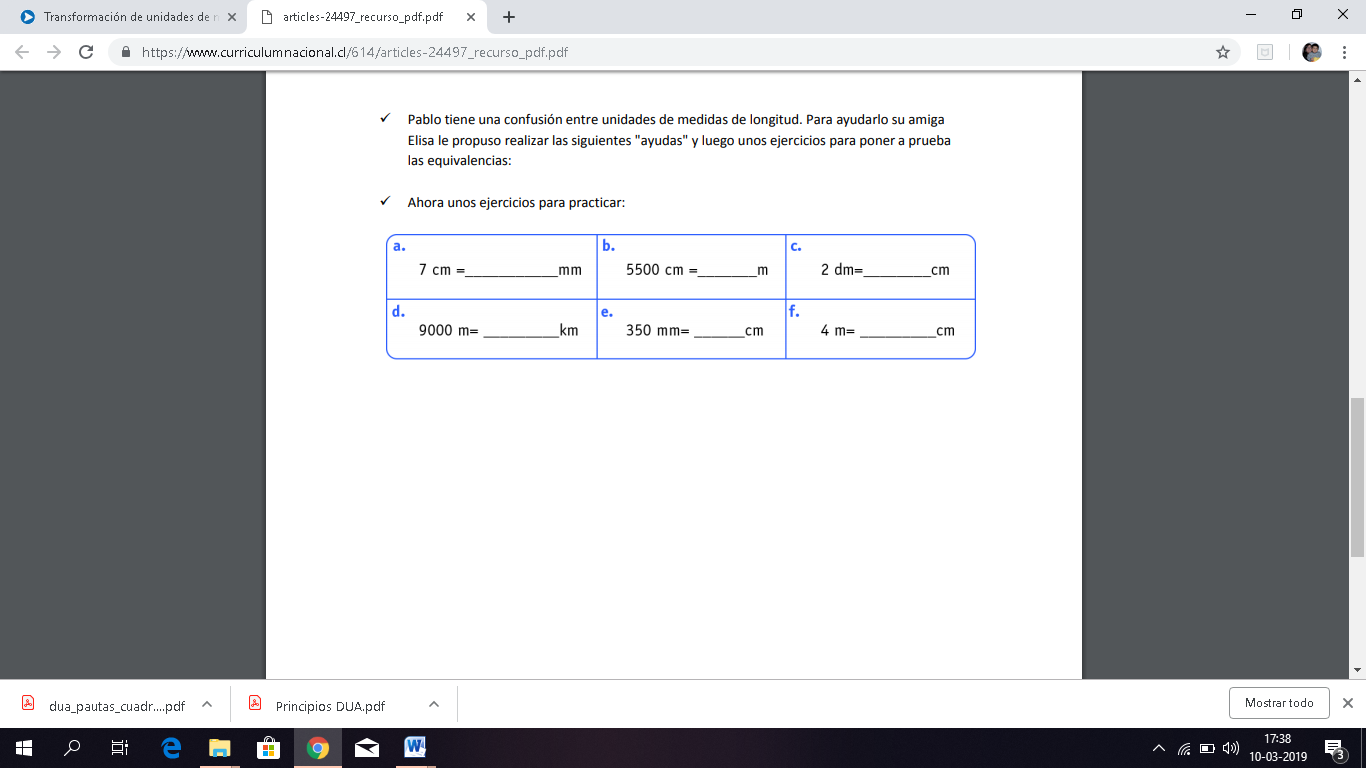 Transformación de unidades de m
articles-24497_recurso_pdf.pdf
https://www.curriculumnacional.cl/614/articles-24497_recurso_pdf.pdf
✓ Pablo tiene una confusión entre unidades de medidas de longitud. Para ayudarlo su amiga
Elisa le propuso realizar las siguientes "ayudas" y luego unos ejercicios para poner a prueba
las equivalencias:
✓ Ahora unos ejercicios para practicar:
a. b. c.
7 cm =___________mm 5500 cm =_______m 2 dm=________cm
d. e. f.
9000 m= _________km 350 mm= ______cm 4 m= _________cm
dua_pautas_cuadr....pdf
Principios DUA.pdf
Mostrar todo
17:38
10-03-2019
3